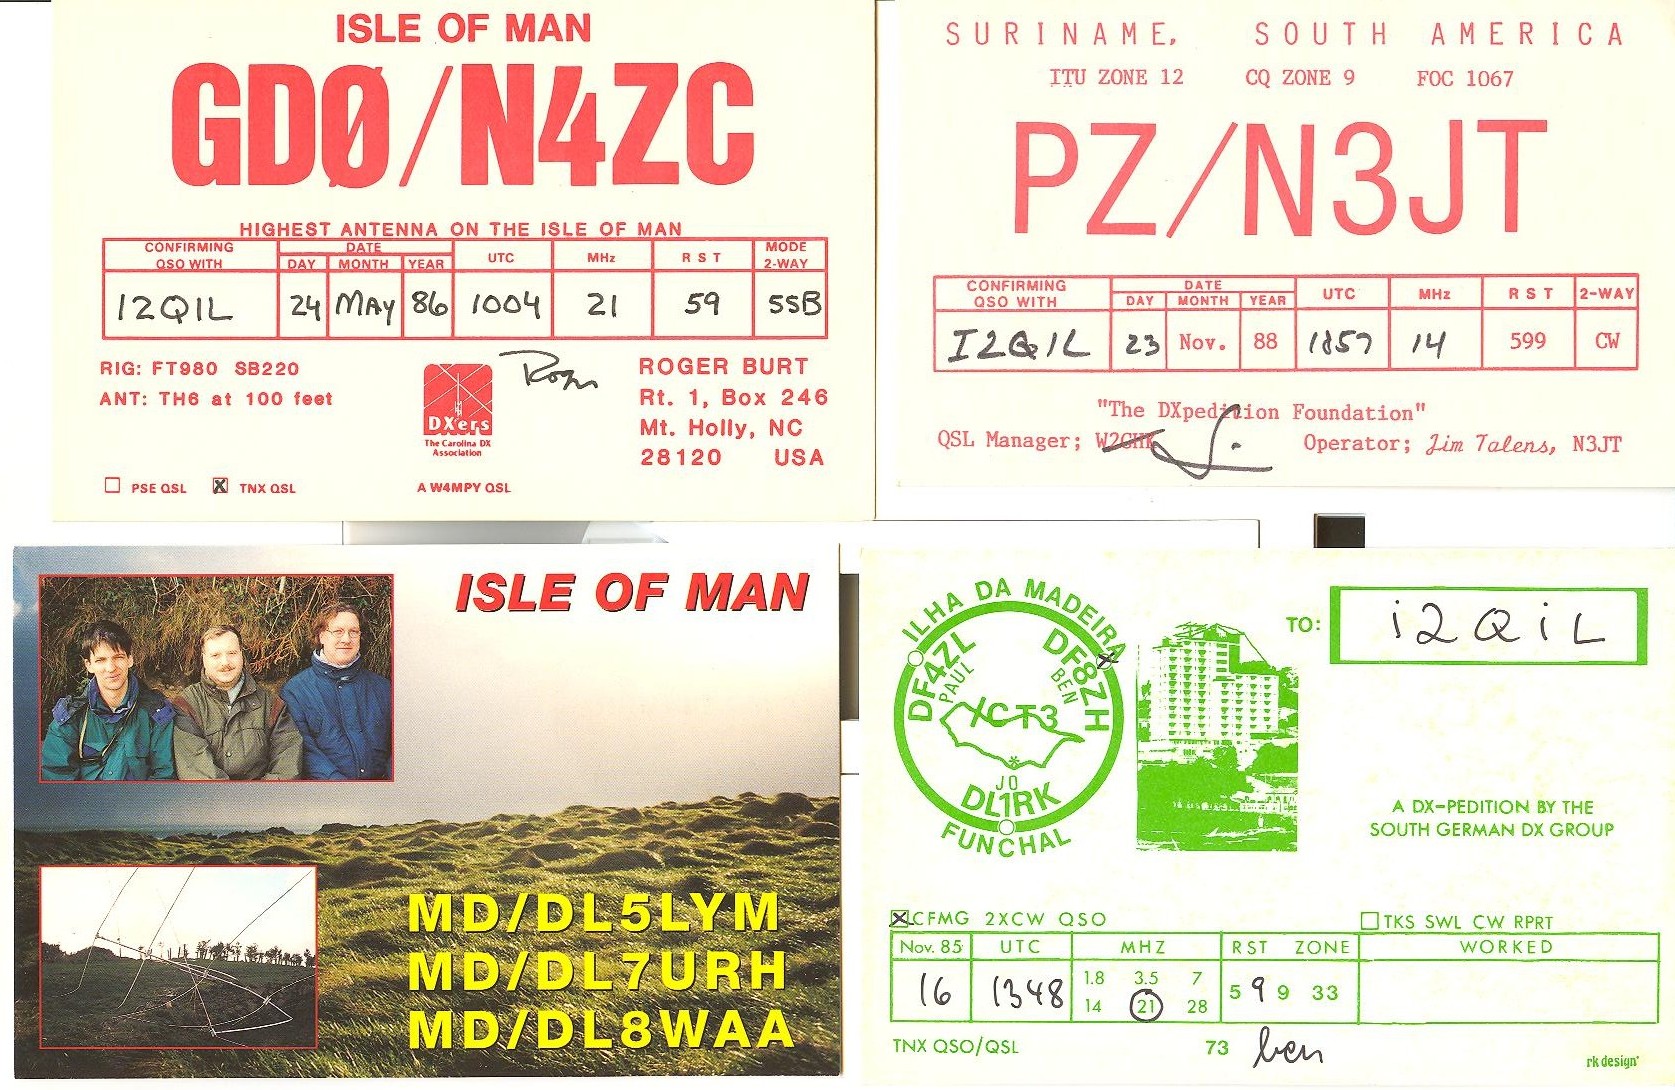 ISLE OF MAN
GDØ/N4ZC
HIGHEST ANTENNA ON THE ISLE OF MAN
CONFIRMING QSO WITH DATE DAY MONTH YEAR UTC MHz R S T MODE 2-WAY
I2QIL 24 MAY 86 1004 21 59 SSB
RIG: FT980 SB220
ANT: TH6 at 100 feet
DXers
The Carolina DX
Association
Roger
ROGER BURT
Rt. 1, Box 246
Mt. Holly, NC
28120 USA
PSE QSL X TNX QSL
A W4MPY QSL
SURINAME, SOUTH AMERICA
ITU ZONE 12 CQ ZONE 9 FOC 1067
PZ/N3JT
CONFIRMING QSO WITH DATE DAY MONTH YEAR UTC MHz R S T 2-WAY
I2QIL 23 Nov. 88 1857 14 599 CW
"The DXpedition Foundation"
QSL Manager; W2GHK Operator; Jim Talens, N3JT
ISLE OF MAN
MD/DL5LYM
MD/DL7URH
MD/DL8WAA
ILHA DA MADEIRA
DF4ZL
PAUL
DF8ZH
BEN
X
/CT3
JO
DL1RK
FUNCHAL
TO: i2QiL
A DX-PEDITION BY THE
SOUTH GERMAN DX GROUP
X CFMG 2XCW QSO
TKS SWL CW RPRT
Nov. 85 UTC MHZ RST ZONE WORKED
16 1348 1.8 3.5 7 14 21 28 599 33
TNX QSO/QSL 73 ben
rk design